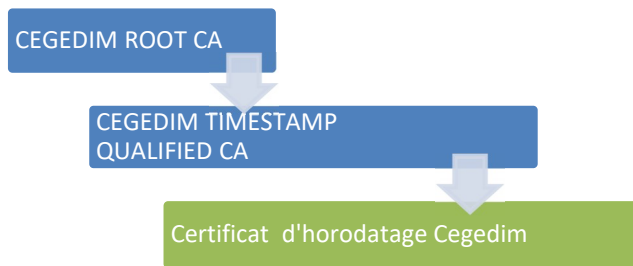 CEGEDIM ROOT CA
CEGEDIM TIMESTAMP
QUALIFIED CA
Certificat d'horodatage Cegedim